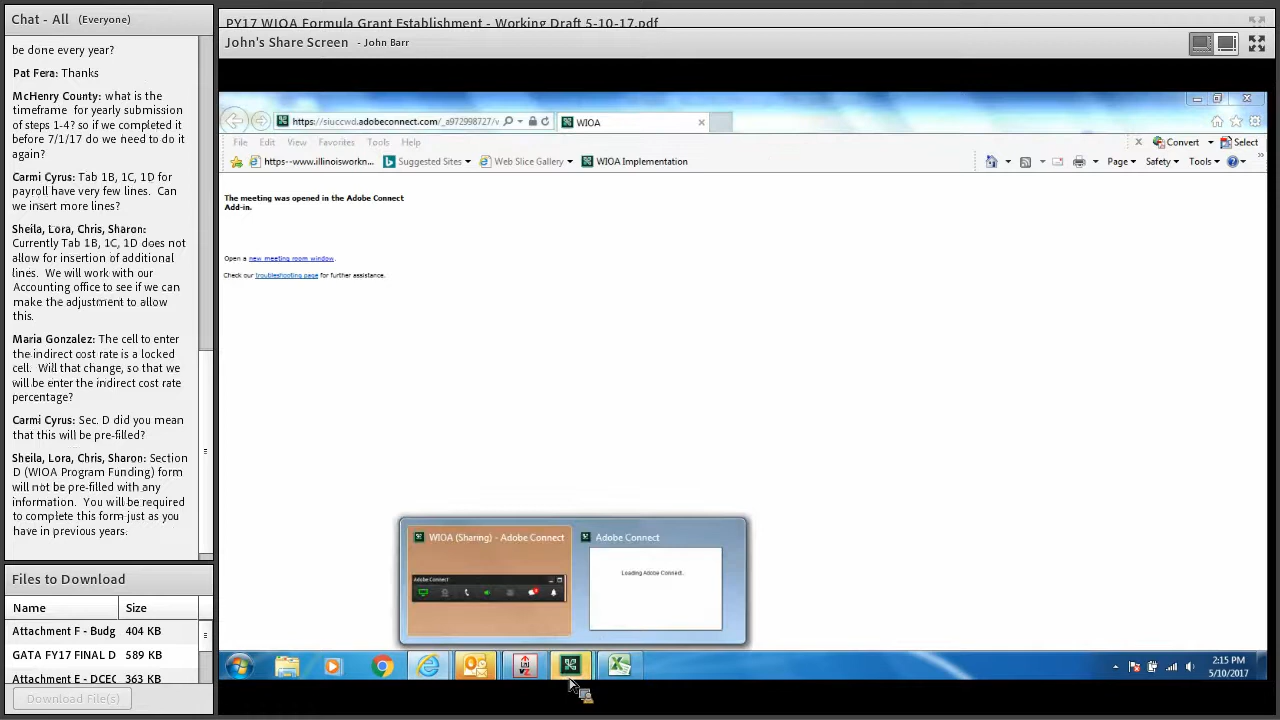 Chat - All (Everyone)
be done every year?
Pat Fera: Thanks
McHenry County: what is the
timeframe for yearly submission
of steps 1-4? so if we completed it
before 7/1/17 do we need to do it
again?
Carmi Cyrus: Tab 1B, 1C, 1D for
payroll have very few lines. Can
we insert more lines?
Sheila, Lora, Chris, Sharon:
Currently Tab 1B, 1C, 1D does not
allow for insertion of additional
lines. We will work with our
Accounting office to see if we can
make the adjustment to allow
this.
Maria Gonzalez: The cell to enter
the indirect cost rate is a locked
cell. Will that change, so that we
will be enter the indirect cost rate
percentage?
Carmi Cyrus: Sec. D did you mean
that this will be pre-filled?
Sheila, Lora, Chris, Sharon: Section
D (WIOA Program Funding) form
will not be pre-filled with any
information. You will be required
to complete this form just as you
have in previous years.
Files to Download
Name Size
Attachment F - Budg 404 KB
GATA FY17 FINAL D 589 KB
Attachment E - DCEC 363 KB
Download File(s)
PY17 WIOA Formula Grant Establishment - Working Draft 5-10-17.pdf
John's Share Screen - John Barr
https://siuccwd.adobeconnect.com/_a972998727/v
WIOA
File Edit View Favorites Tools Help
Convert Select
https--www.illinoisworkn... Suggested Sites Web Slice Gallery WIOA Implementation
Page Safety Tools
The meeting was opened in the Adobe Connect
Add-in.
Open a new meeting room window.
Check our troubleshooting page for further assistance.
WIOA (Sharing) - Adobe Connect
Adobe Connect
Adobe Connect
Loading Adobe Connect.
2:15 PM
5/10/2017